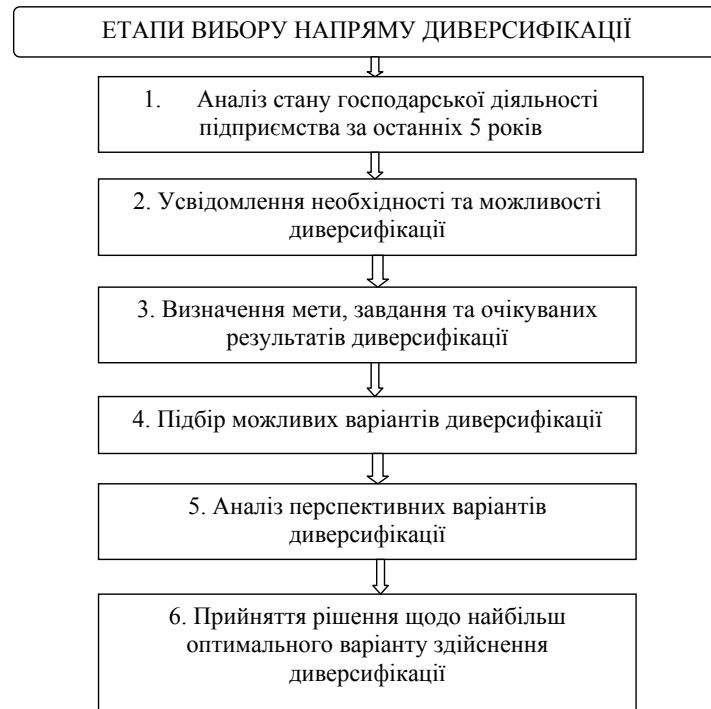 ЕТАПИ ВИБОРУ НАПРЯМУ ДИВЕРСИФІКАЦІЇ
1. Аналіз стану господарської діяльності
підприємства за останніх 5 років
2. Усвідомлення необхідності та можливості
диверсифікації
3. Визначення мети, завдання та очікуваних
результатів диверсифікації
4. Підбір можливих варіантів диверсифікації
5. Аналіз перспективних варіантів
диверсифікації
6. Прийняття рішення щодо найбільш
оптимального варіанту здійснення
диверсифікації